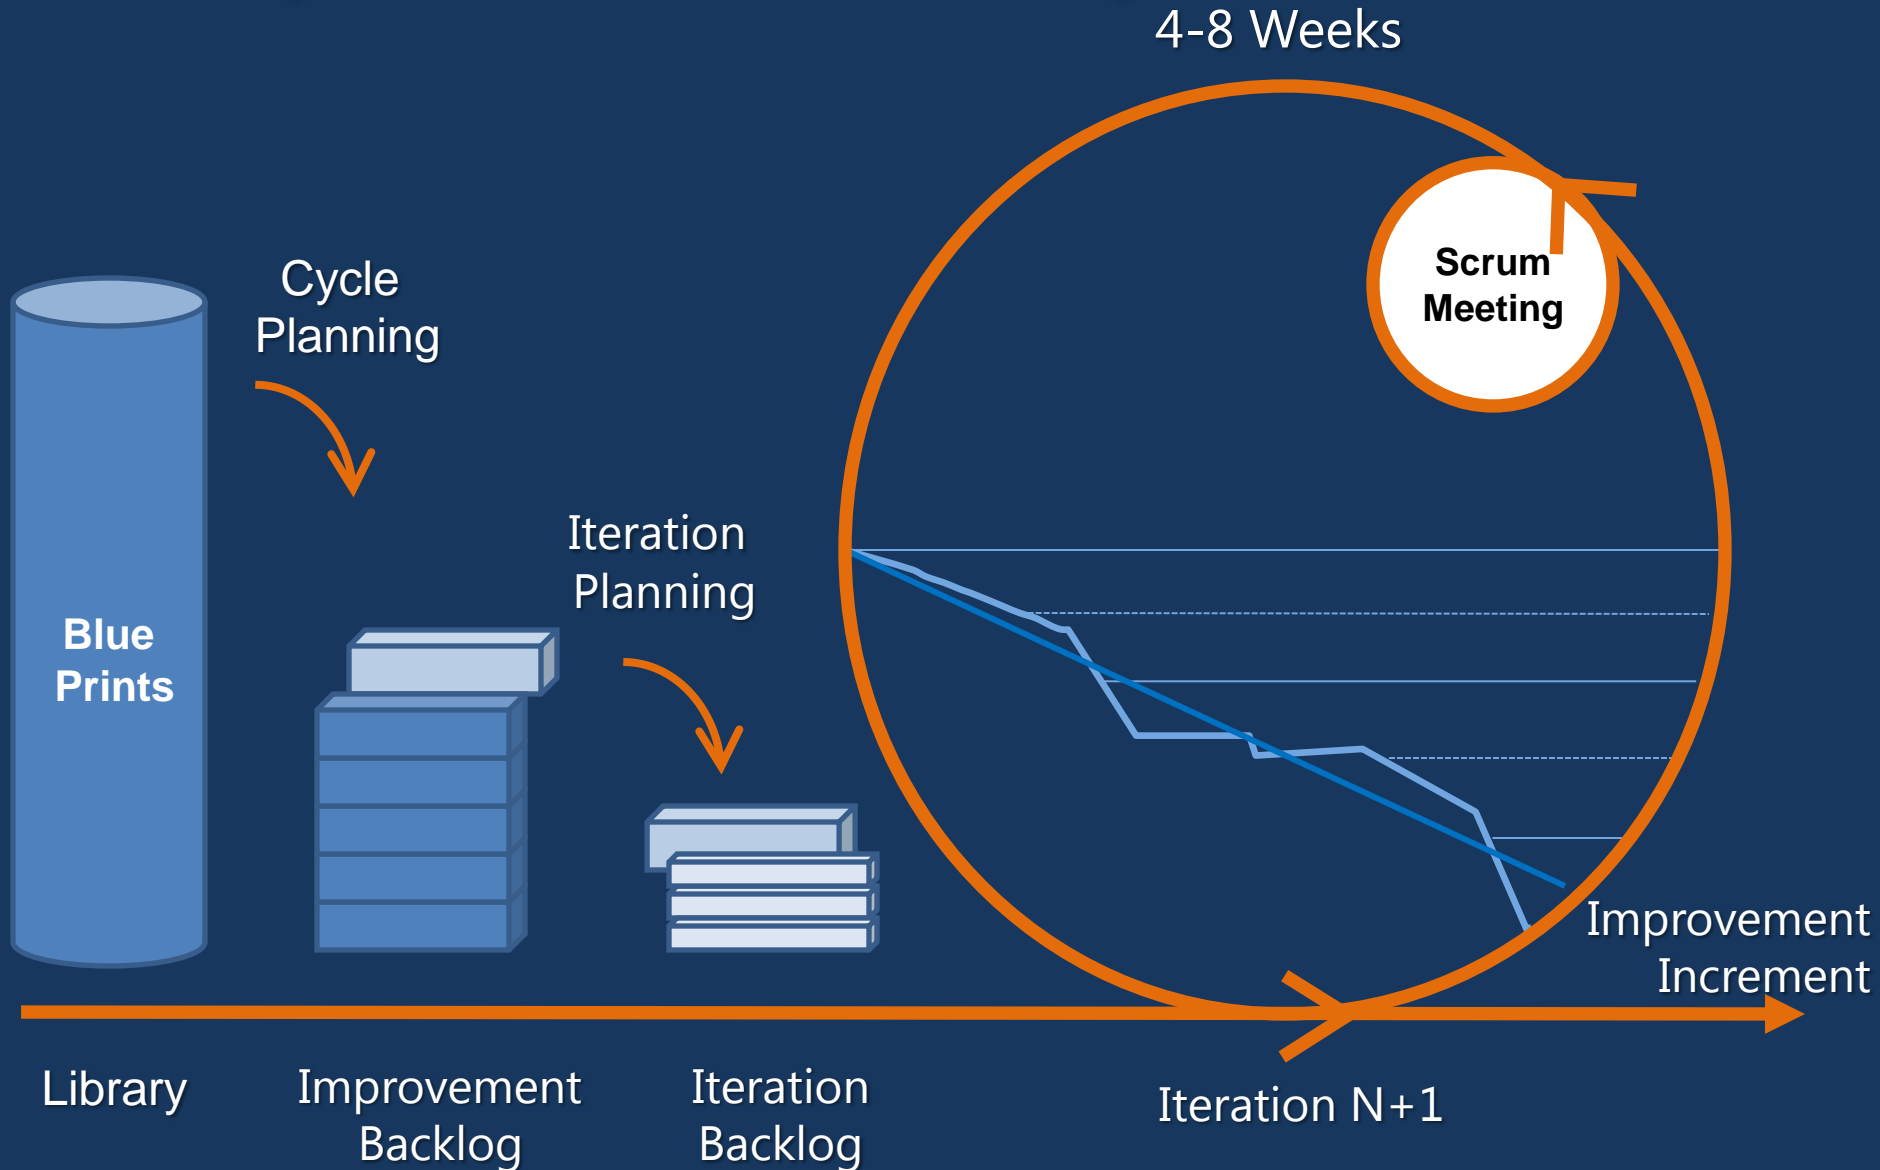 4-8 Weeks
Cycle
Planning
Scrum
Meeting
Iteration
Planning
Blue
Prints
Improvement
Increment
Library
Improvement
Backlog
Iteration
Backlog
Iteration N+1